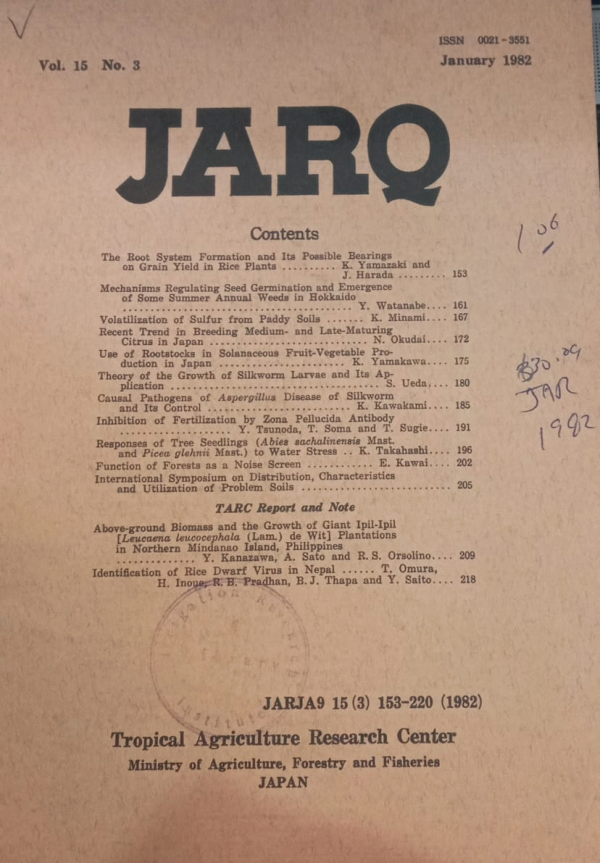 ISSN 0021-3551
Vol. 15 No. 3
January 1982
JARQ
Contents
The Root System Formation and Its Possible Bearings
on Grain Yield in Rice Plants .......... K. Yamazaki and
J. Harada ......... 153
Mechanisms Regulating Seed Germination and Emergence
of Some Summer Annual Weeds in Hokkaido
........................................ Y. Watanabe.... 161
Volatilization of Sulfur from Paddy Soils ....... K. Minami.... 167
Recent Trend in Breeding Medium- and Late-Maturing
Citrus in Japan ............................. N. Okudai.... 172
Use of Rootstocks in Solanaceous Fruit-Vegetable Pro-
duction in Japan ...................... K. Yamakawa.... 175
Theory of the Growth of Silkworm Larvae and Its Ap-
plication ..................................... S. Ueda.... 180
Causal Pathogens of Aspergillus Disease of Silkworm
and Its Control .......................... K. Kawakami.... 185
Inhibition of Fertilization by Zona Pellucida Antibody
................... Y. Tsunoda, T. Soma and T. Sugie.... 191
Responses of Tree Seedlings (Abies sachalinensis Mast.
and Picea glehnii Mast.) to Water Stress .. K. Takahashi.... 196
Function of Forests as a Noise Screen ............ E. Kawai.... 202
International Symposium on Distribution, Characteristics
and Utilization of Problem Soils ...................... 205
TARC Report and Note
Above-ground Biomass and the Growth of Giant Ipil-Ipil
[Leucaena leucocephala (Lam.) de Wit] Plantations
in Northern Mindanao Island, Philippines
.............. Y. Kanazawa, A. Sato and R.S. Orsolino.... 209
Identification of Rice Dwarf Virus in Nepal ...... T. Omura,
H. Inoue, R.B. Pradhan, B.J. Thapa and Y. Saito.... 218
JAR
1982
JARJA9 15 (3) 153-220 (1982)
Tropical Agriculture Research Center
Ministry of Agriculture, Forestry and Fisheries
JAPAN